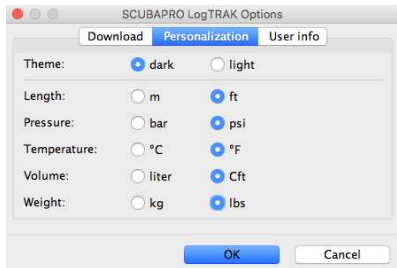 SCUBAPRO LogTRAK Options
Download Personalization User info
Theme: dark light
Length: m ft
Pressure: bar psi
Temperature: °C °F
Volume: liter Cft
Weight: kg lbs
OK Cancel